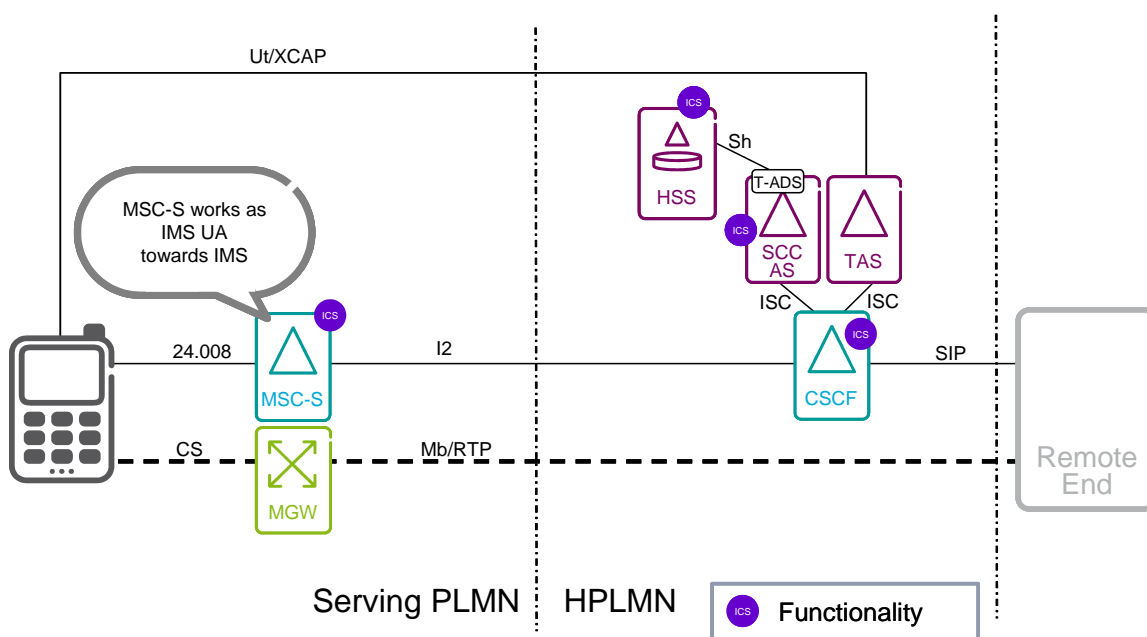 Ut/XCAP
ICS
Sh
HSS
T-ADS
ICS
SCC
AS
TAS
MSC-S works as
IMS UA
towards IMS
ISC
ISC
ICS
ICS
24.008
I2
SIP
MSC-S
CSCF
CS
Mb/RTP
MGW
Remote
End
Serving PLMN
HPLMN
ICS
Functionality